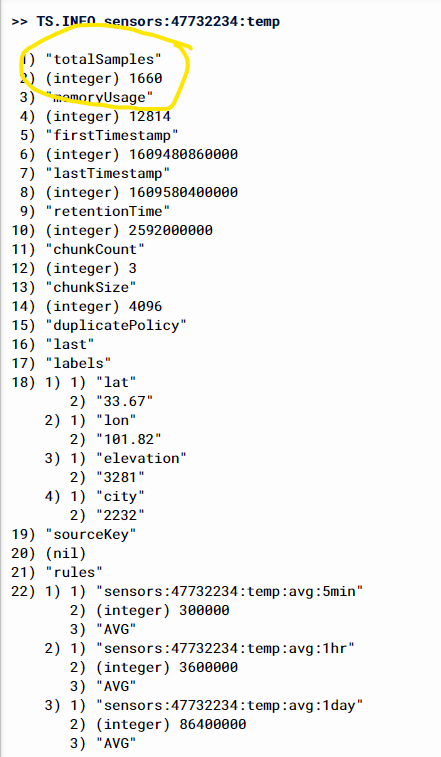 >> TS.INFO sensors:47732234:temp
1) "totalSamples"
2) (integer) 1660
3) "memoryUsage"
4) (integer) 12814
5) "firstTimestamp"
6) (integer) 1609480860000
7) "lastTimestamp"
8) (integer) 1609580400000
9) "retentionTime"
10) (integer) 2592000000
11) "chunkCount"
12) (integer) 3
13) "chunkSize"
14) (integer) 4096
15) "duplicatePolicy"
16) "last"
17) "labels"
18) 1) 1) "lat"
2) "33.67"
2) 1) "lon"
2) "101.82"
3) 1) "elevation"
2) "3281"
4) 1) "city"
2) "2232"
19) "sourceKey"
20) (nil)
21) "rules"
22) 1) 1) "sensors:47732234:temp:avg:5min"
2) (integer) 300000
3) "AVG"
2) 1) "sensors:47732234:temp:avg:1hr"
2) (integer) 3600000
3) "AVG"
3) 1) "sensors:47732234:temp:avg:1day"
2) (integer) 86400000
3) "AVG"